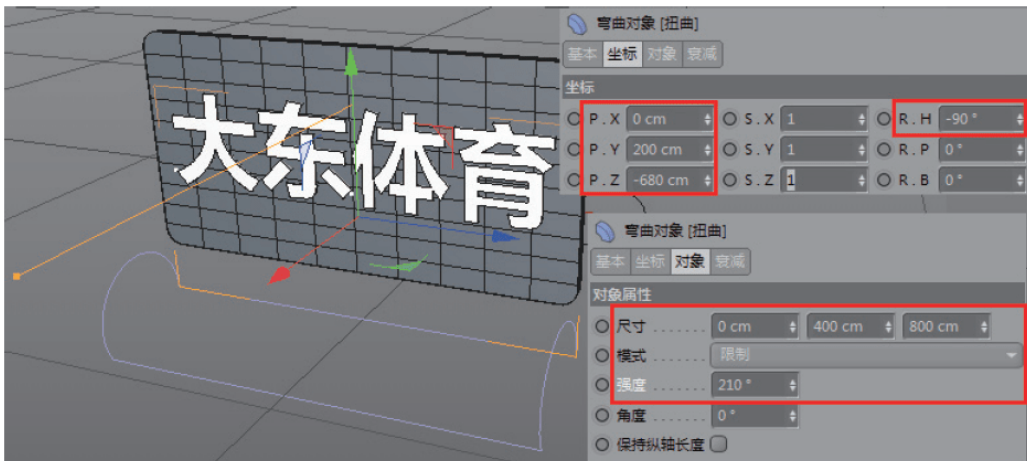 大东体育
弯曲对象 [扭曲]
基本 坐标 对象 衰减
坐标
P . X 0 cm S . X 1 R . H -90 °
P . Y 200 cm S . Y 1 R . P 0 °
P . Z -680 cm S . Z 1 R . B 0 °
弯曲对象 [扭曲]
基本 坐标 对象 衰减
对象属性
尺寸 . . . . . . . 0 cm 400 cm 800 cm
模式 . . . . . . . 限制
强度 . . . . . . . 210 °
角度 . . . . . . . 0 °
保持纵轴长度